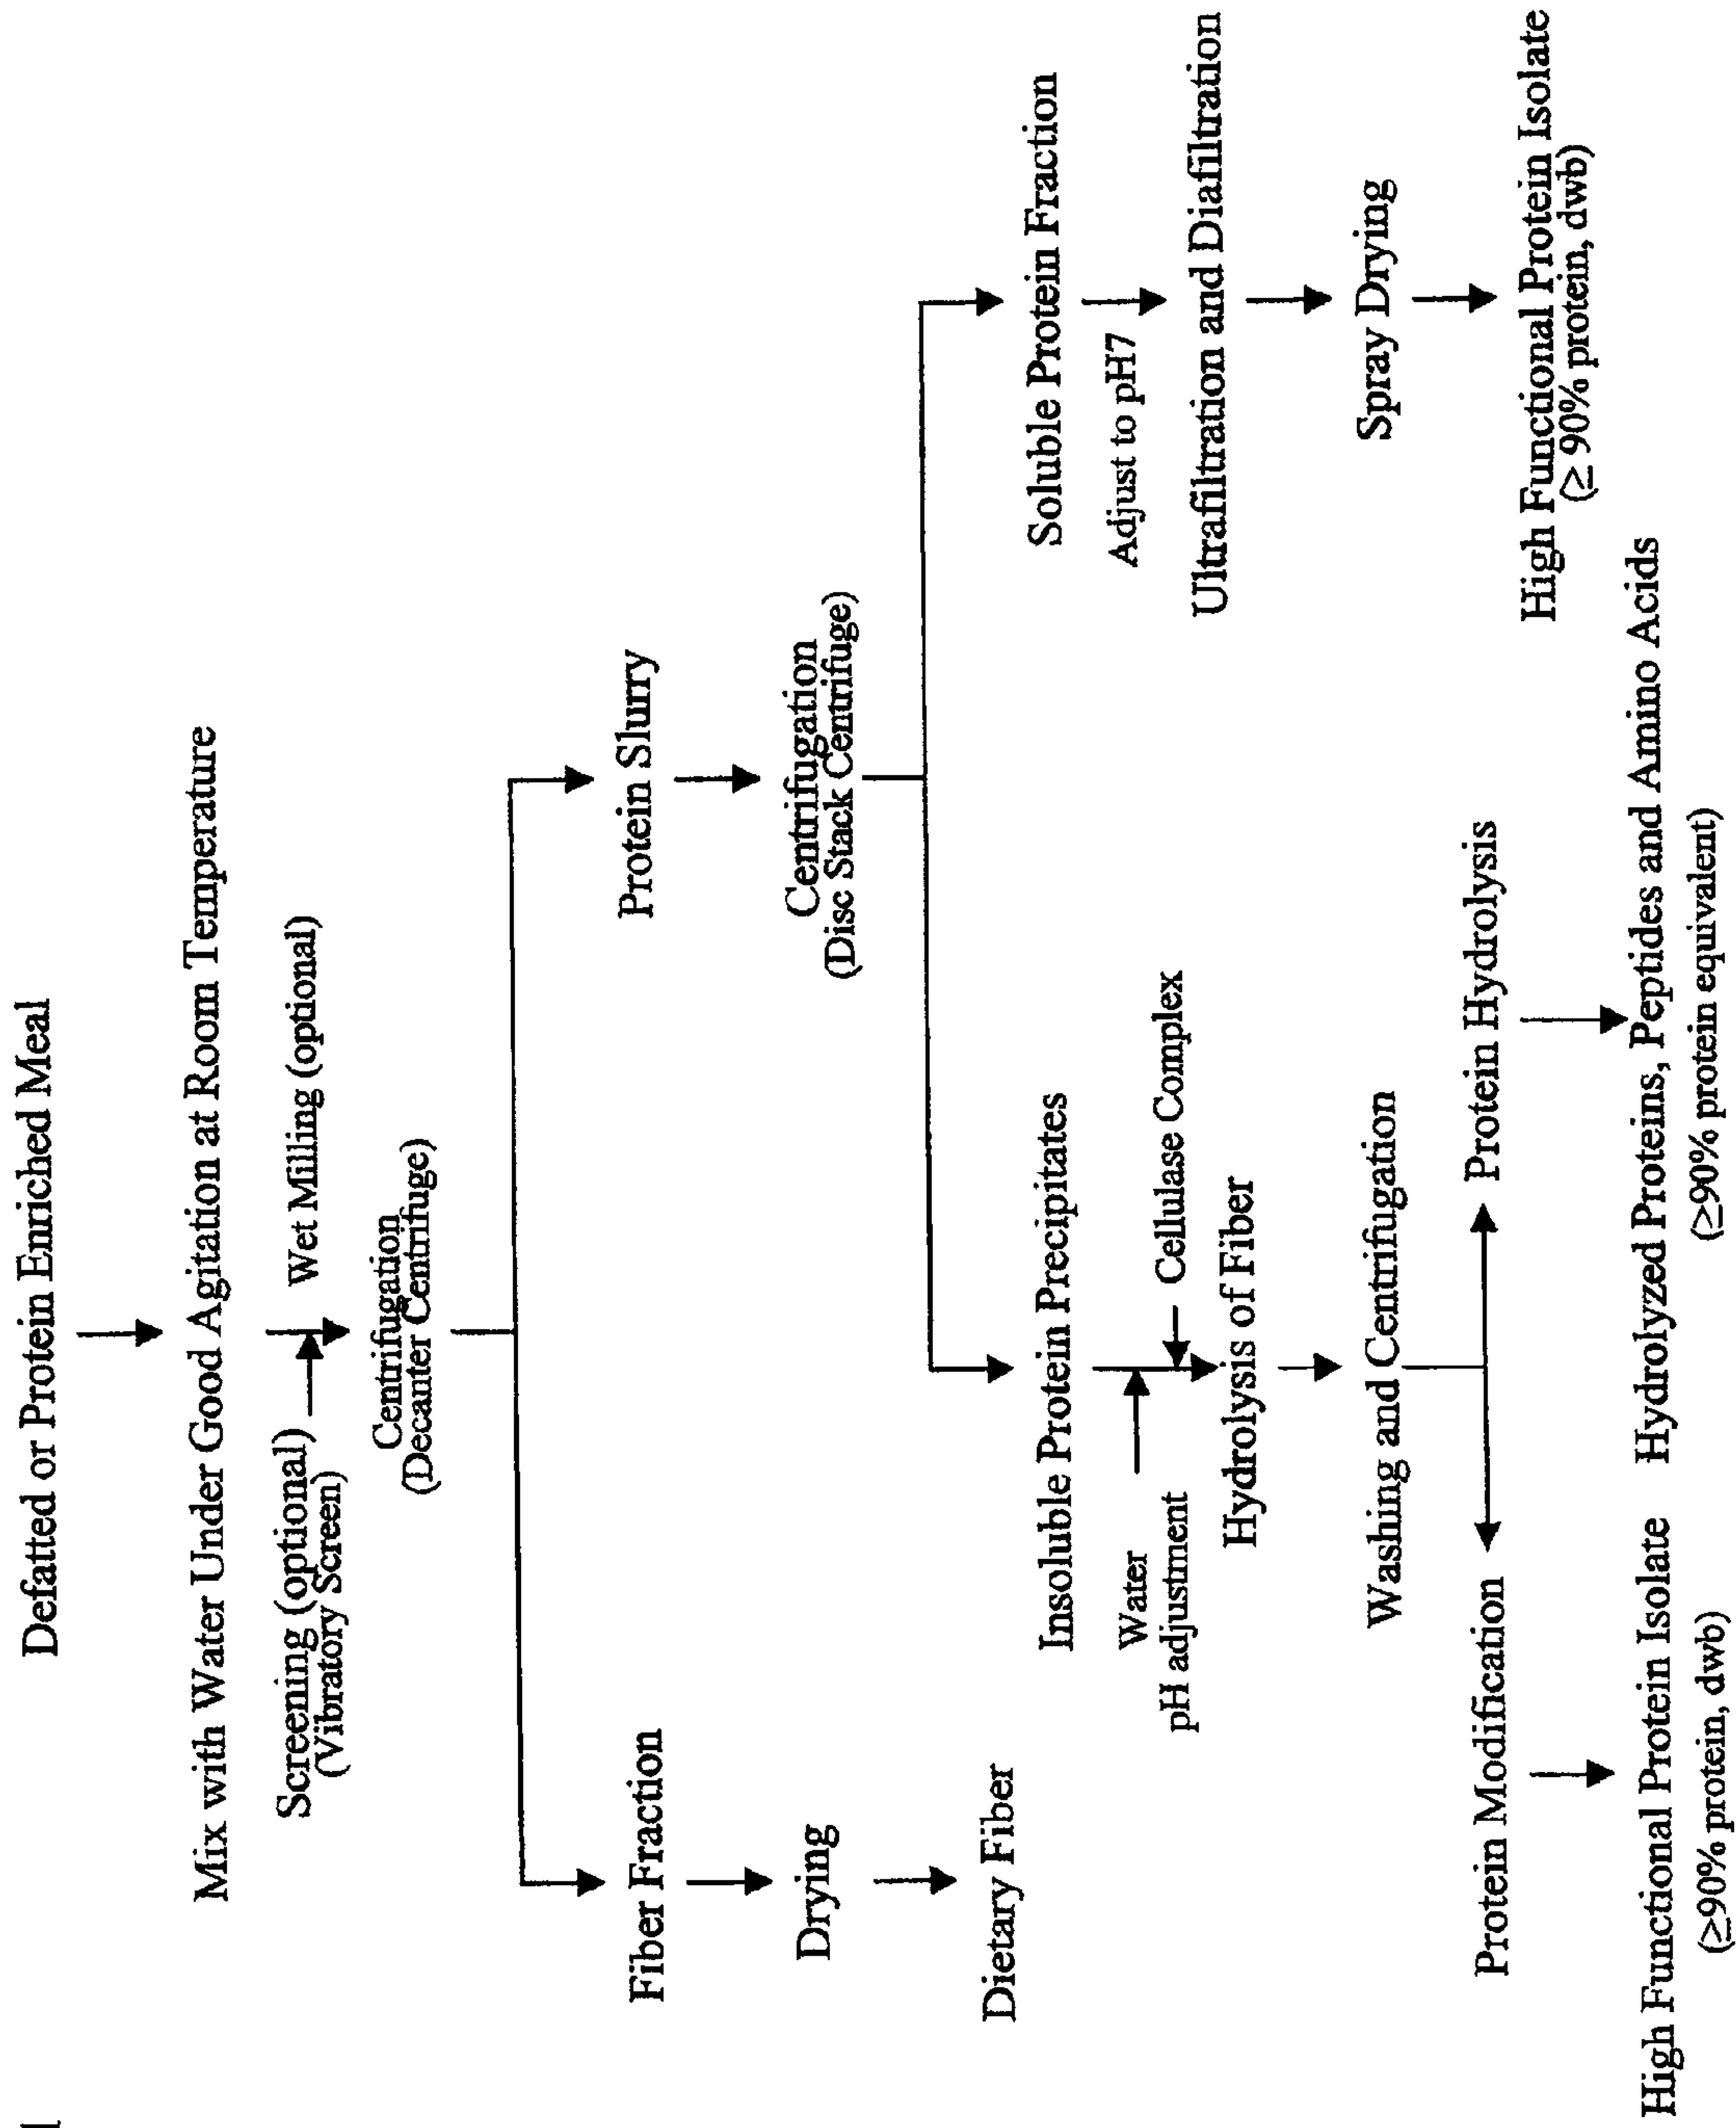 Defatted or Protein Enriched Meal
Mix with Water Under Good Agitation at Room Temperature
Screening (optional)
(Vibratory Screen)
Wet Milling (optional)
Centrifugation
(Decanter Centrifuge)
Fiber Fraction
Drying
Dietary Fiber
Protein Slurry
Centrifugation
(Disc Stack Centrifuge)
Insoluble Protein Precipitates
Water
pH adjustment
Cellulase Complex
Hydrolysis of Fiber
Washing and Centrifugation
Protein Modification
High Functional Protein Isolate
(≥90% protein, dwb)
Protein Hydrolysis
Hydrolyzed Proteins, Peptides and Amino Acids
(≥90% protein equivalent)
Soluble Protein Fraction
Adjust to pH7
Ultrafiltration and Diafiltration
Spray Drying
High Functional Protein Isolate
(≥ 90% protein, dwb)